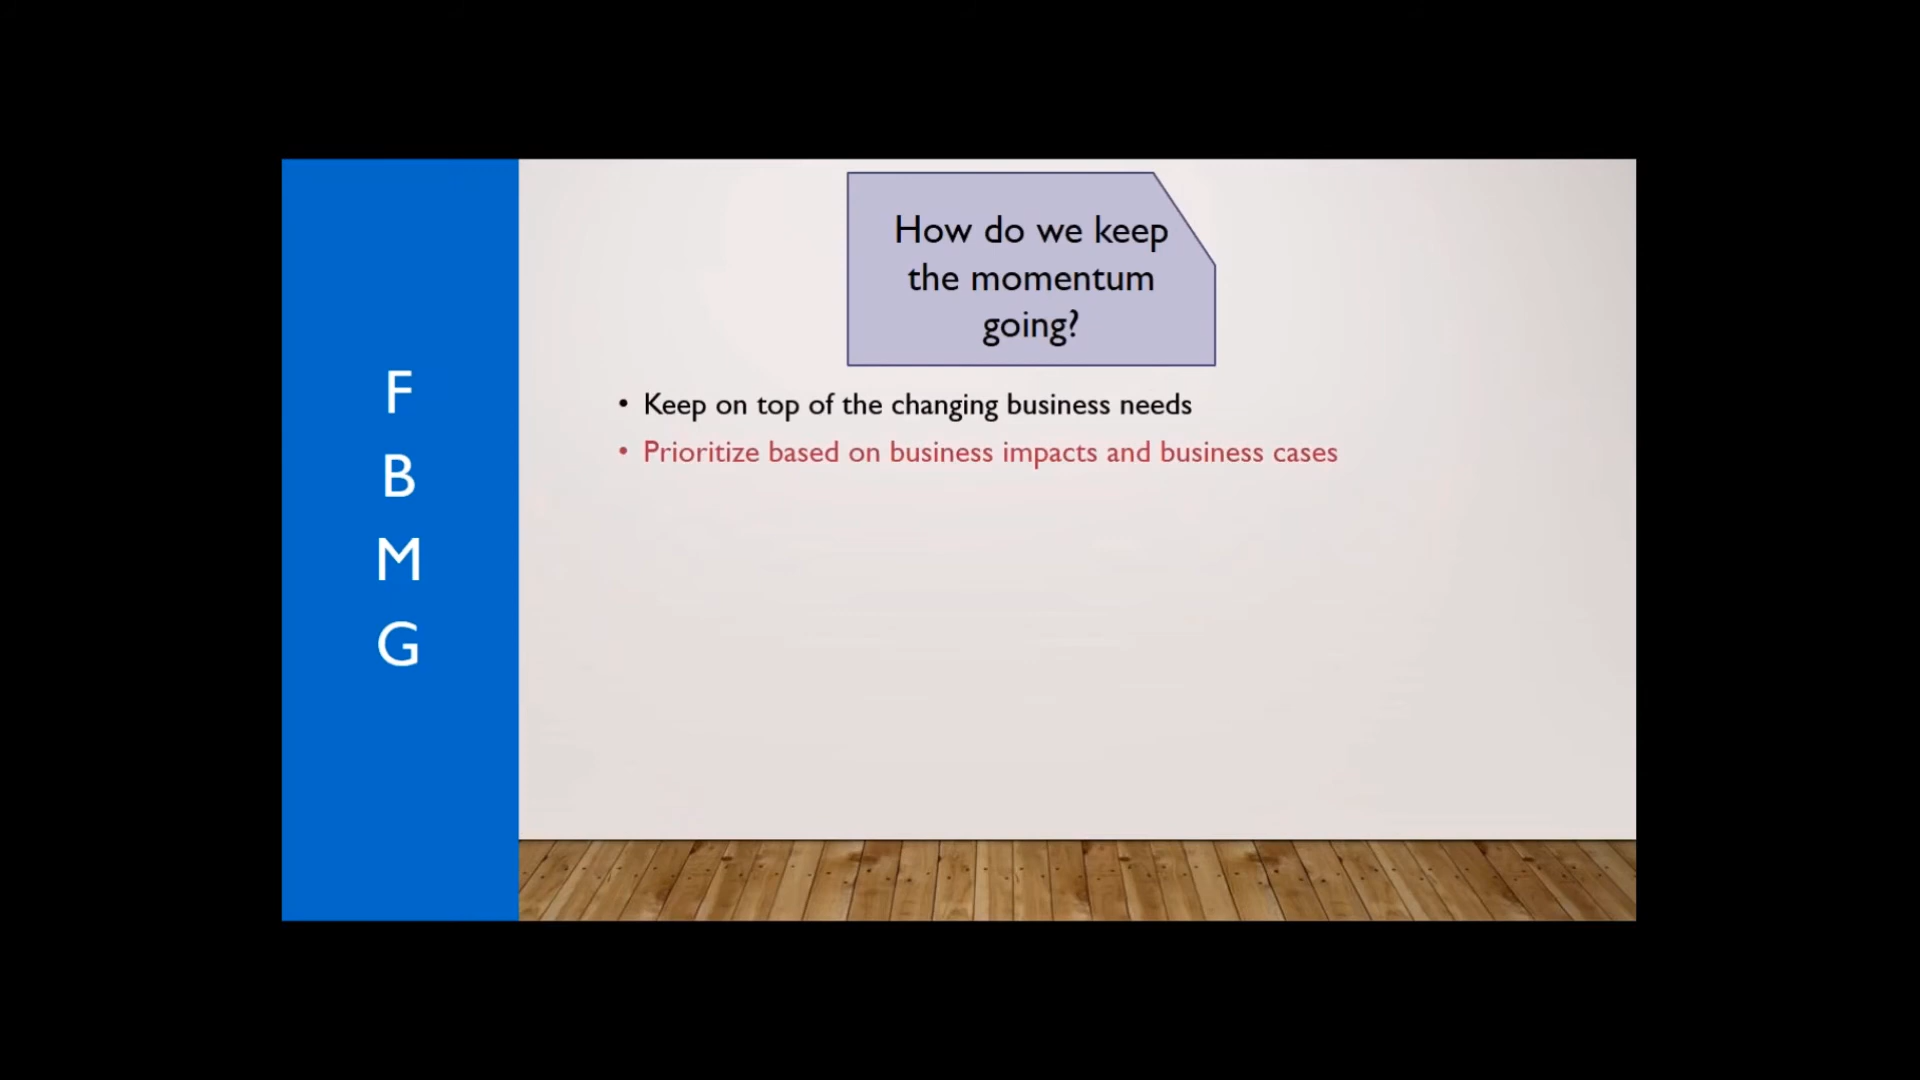 F
B
M
G
How do we keep
the momentum
going?
• Keep on top of the changing business needs
• Prioritize based on business impacts and business cases